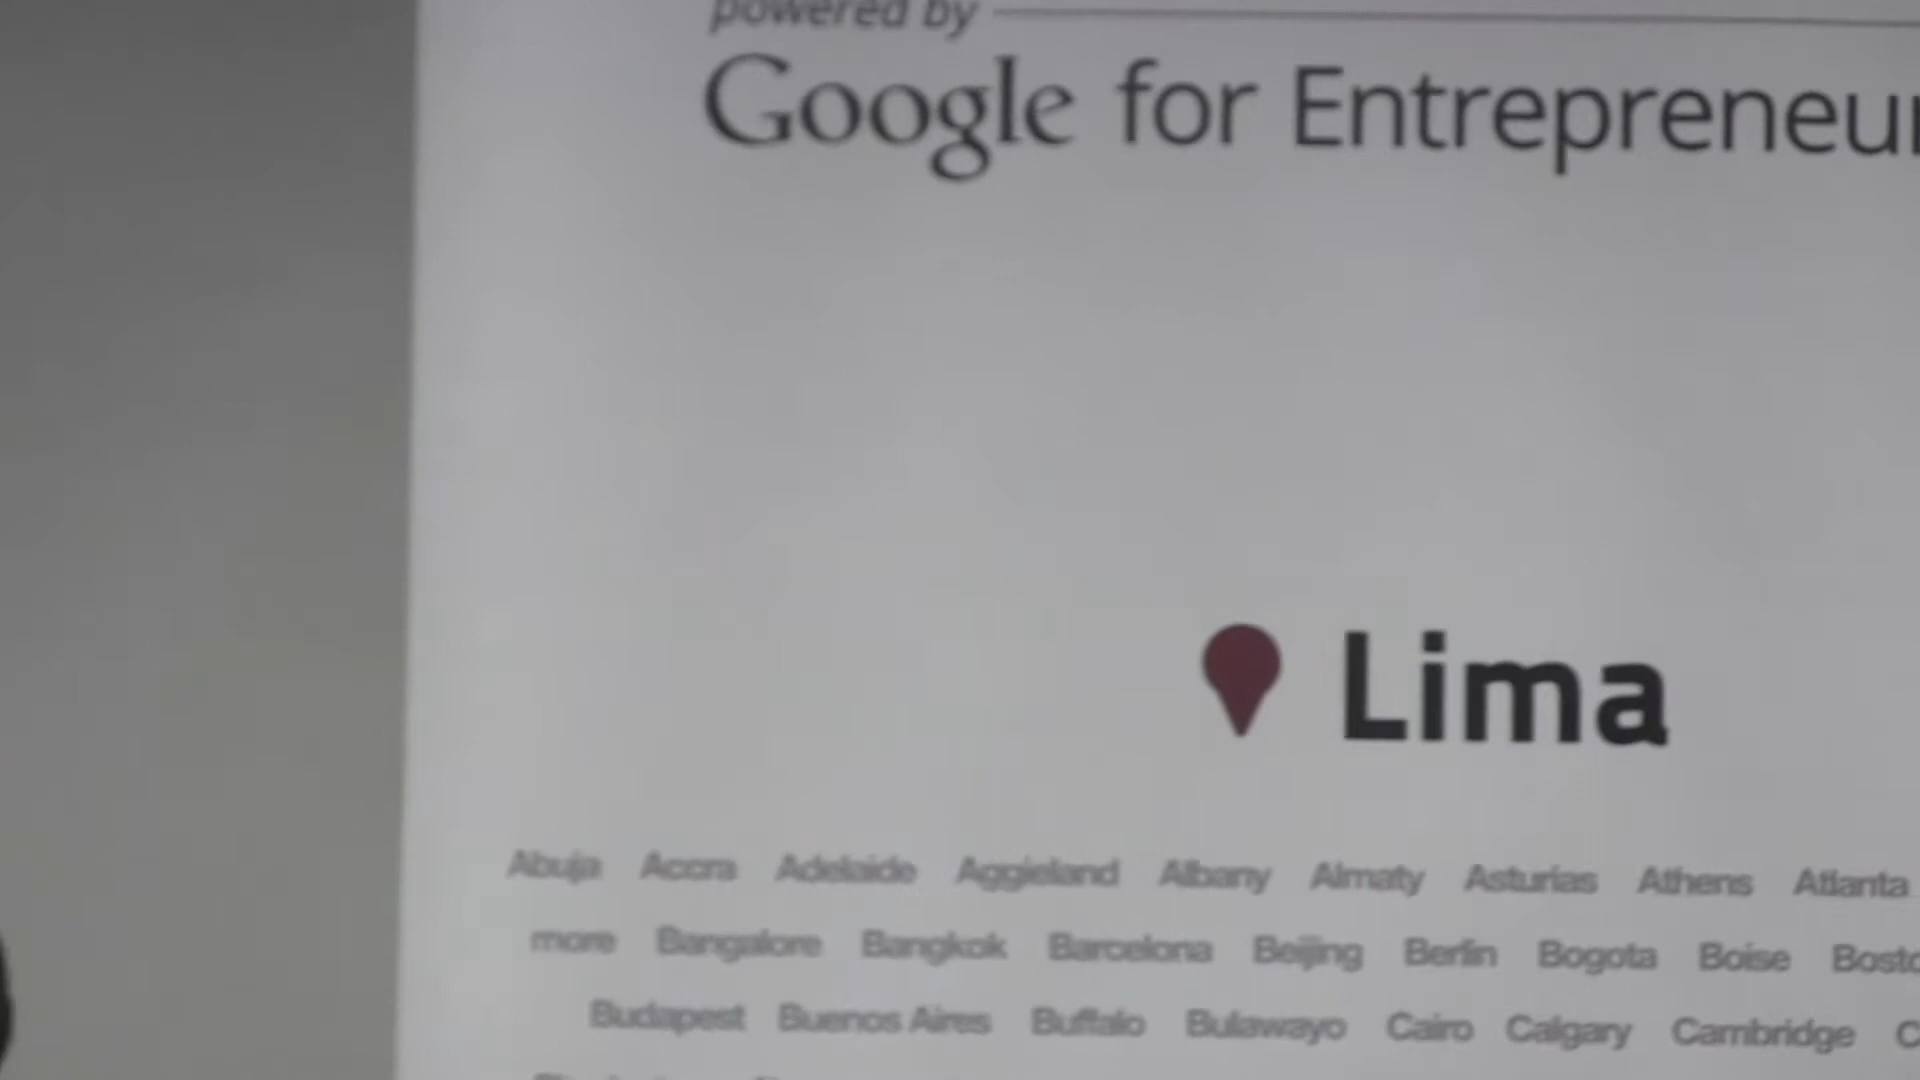 powered by
Google for Entrepreneur
Lima
Abuja Accra Adelaide Aggieland Albany Almaty Asturias Athens Atlanta
more Bangalore Bangkok Barcelona Beijing Berlin Bogota Boise Bosto
Budapest Buenos Aires Buffalo Bulawayo Cairo Calgary Cambridge C